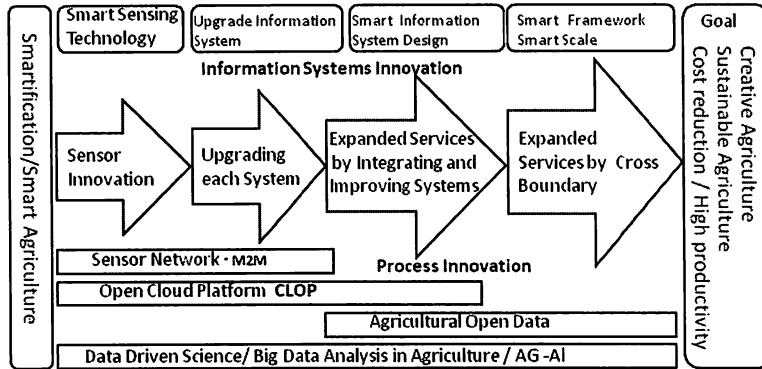 Smartification/Smart Agriculture
Smart Sensing
Technology
Upgrade Information
System
Smart Information
System Design
Smart Framework
Smart Scale
Information Systems Innovation
Sensor
Innovation
Upgrading
each System
Expanded Services
by Integrating and
Improving Systems
Expanded
Services by Cross
Boundary
Sensor Network・M2M
Process Innovation
Open Cloud Platform CLOP
Agricultural Open Data
Data Driven Science/ Big Data Analysis in Agriculture / AG -AI
Goal
Creative Agriculture
Sustainable Agriculture
Cost reduction / High productivity